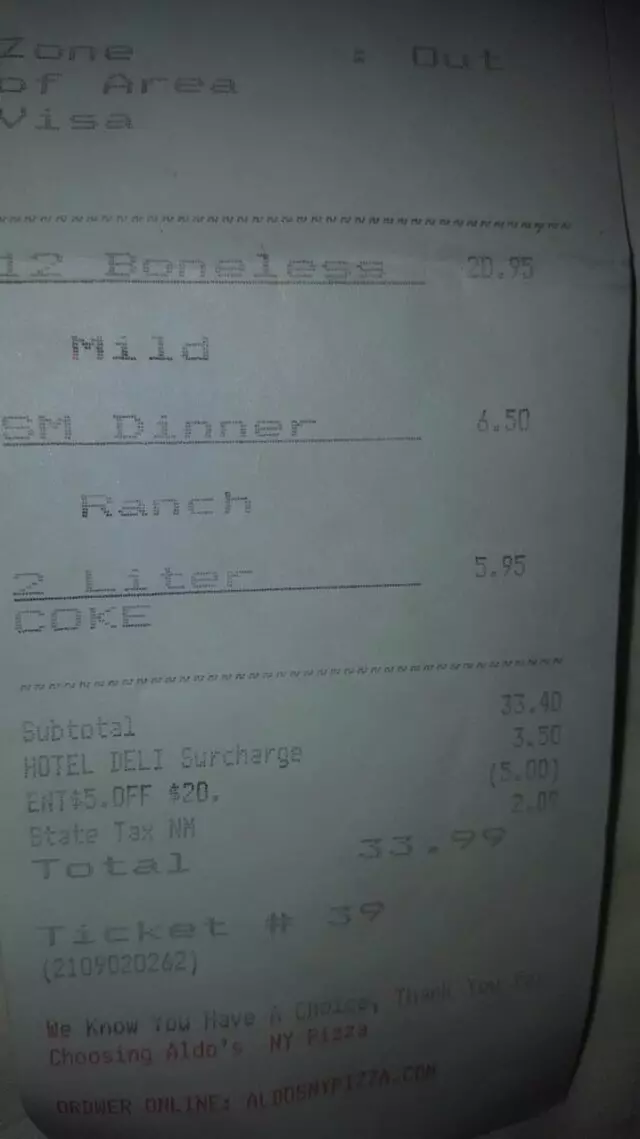 Zone : Out
of Area
Visa
12 Boneless 20.95
Mild
SM Dinner 6.50
Ranch
2 Liter 5.95
COKE
Subtotal 33.40
HOTEL DELI Surcharge 3.50
ENT$5.OFF $20. (5.00)
State Tax NM 2.09
Total 33.99
Ticket # 39
(2109020262)
We Know You Have A Choice, Thank You For
Choosing Aldo's NY Pizza
ORDWER ONLINE: ALDOSNYPIZZA.COM